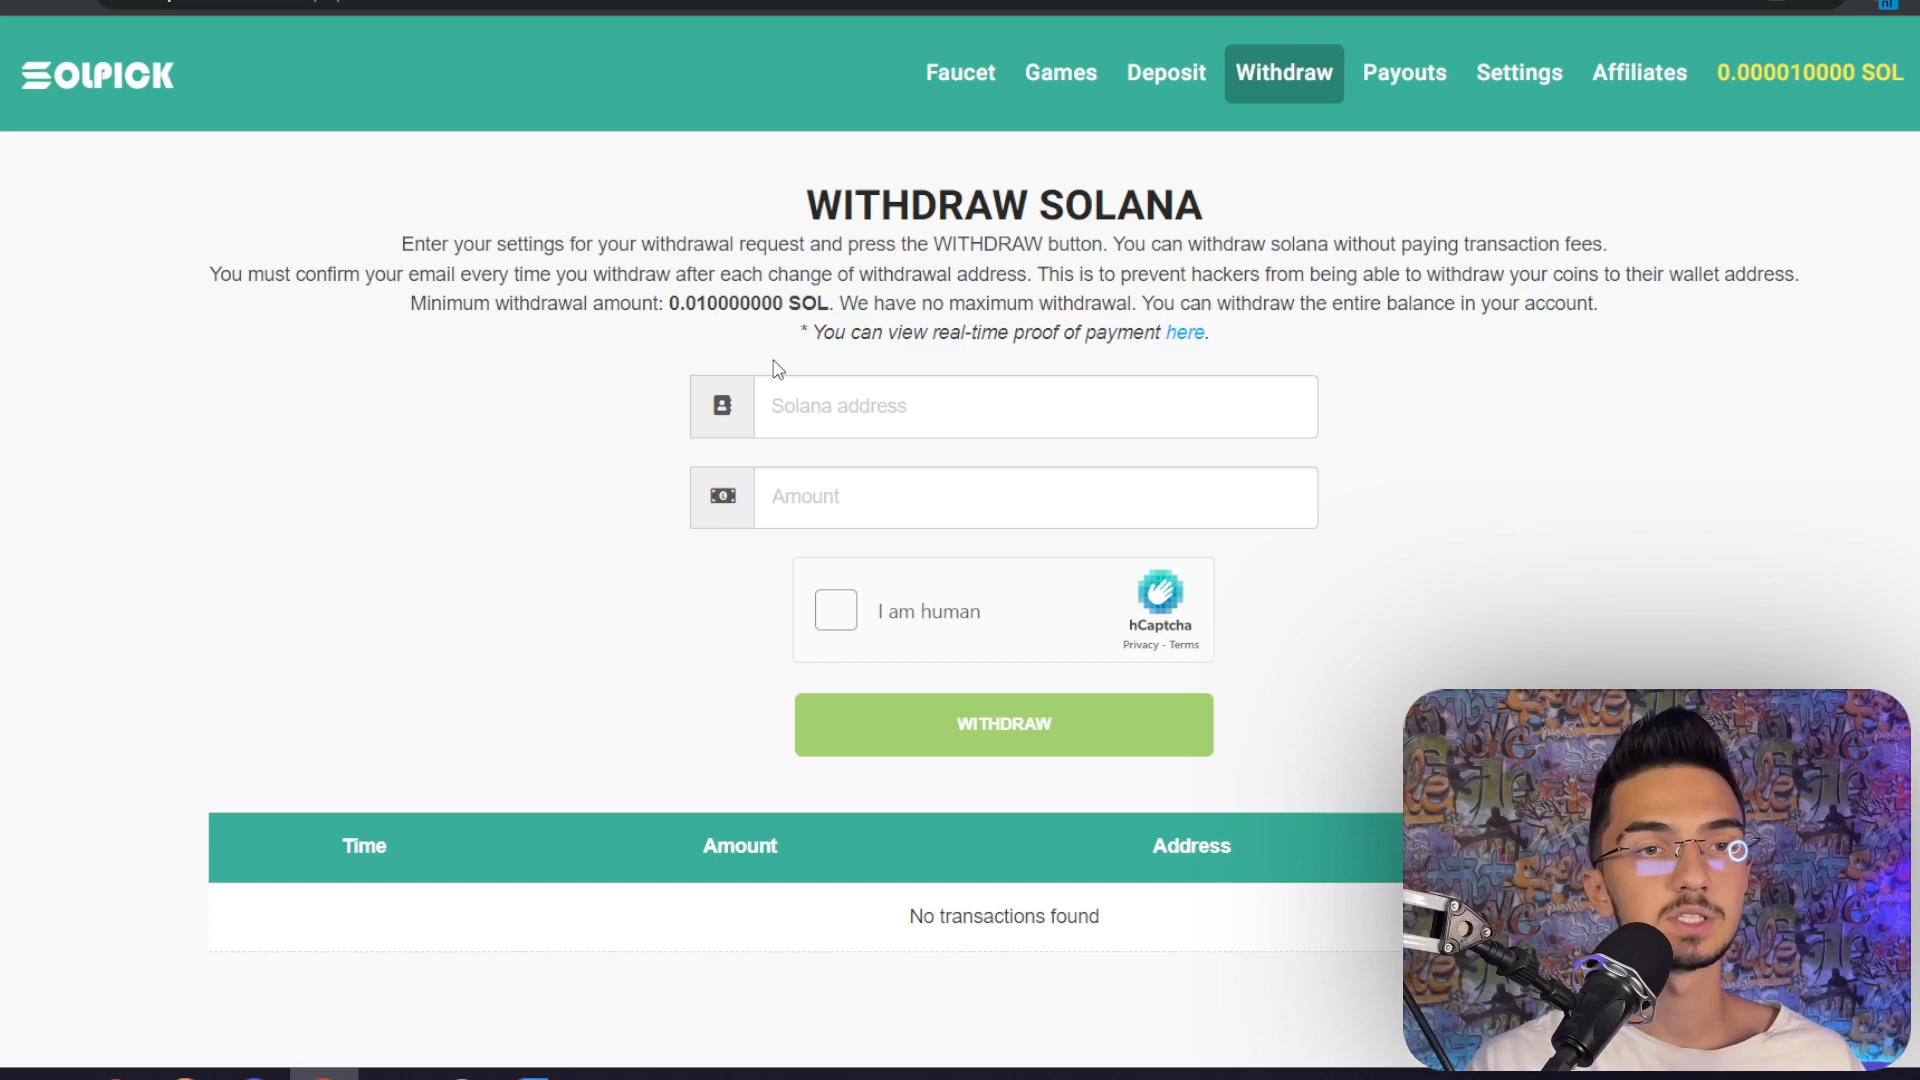 SOLPICK
Faucet Games Deposit Withdraw Payouts Settings Affiliates 0.000010000 SOL
WITHDRAW SOLANA
Enter your settings for your withdrawal request and press the WITHDRAW button. You can withdraw solana without paying transaction fees.
You must confirm your email every time you withdraw after each change of withdrawal address. This is to prevent hackers from being able to withdraw your coins to their wallet address.
Minimum withdrawal amount: 0.010000000 SOL. We have no maximum withdrawal. You can withdraw the entire balance in your account.
* You can view real-time proof of payment here.
Solana address
Amount
I am human
hCaptcha
Privacy - Terms
WITHDRAW
Time Amount Address
No transactions found